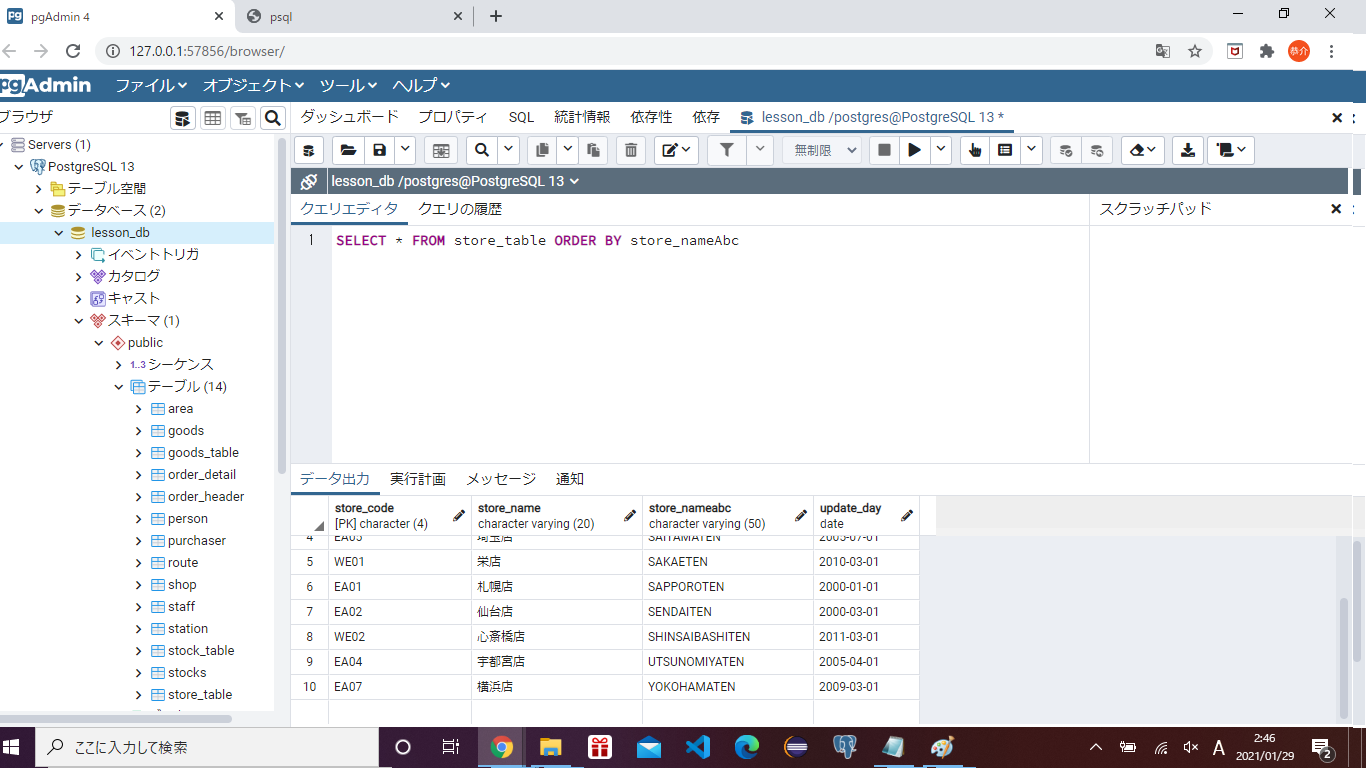 pgAdmin 4
psql
127.0.0.1:57856/browser/
恭介
pgAdmin ファイル オブジェクト ツール ヘルプ
ブラウザ
ダッシュボード プロパティ SQL 統計情報 依存性 依存 lesson_db /postgres@PostgreSQL 13 *
Servers (1)
PostgreSQL 13
テーブル空間
データベース (2)
lesson_db
イベントトリガ
カタログ
キャスト
スキーマ (1)
public
1..3 シーケンス
テーブル (14)
area
goods
goods_table
order_detail
order_header
person
purchaser
route
shop
staff
station
stock_table
stocks
store_table
無制限
lesson_db /postgres@PostgreSQL 13
クエリエディタ クエリの履歴
スクラッチパッド
1 SELECT * FROM store_table ORDER BY store_nameAbc
データ出力 実行計画 メッセージ 通知
store_code store_name store_nameabc update_day
[PK] character (4) character varying (20) character varying (50) date
4 EA05 埼玉店 SAITAMATEN 2005-07-01
5 WE01 栄店 SAKAETEN 2010-03-01
6 EA01 札幌店 SAPPOROTEN 2000-01-01
7 EA02 仙台店 SENDAITEN 2000-03-01
8 WE02 心斎橋店 SHINSAIBASHITEN 2011-03-01
9 EA04 宇都宮店 UTSUNOMIYATEN 2005-04-01
10 EA07 横浜店 YOKOHAMATEN 2009-03-01
ここに入力して検索
A
2:46
2021/01/29
2